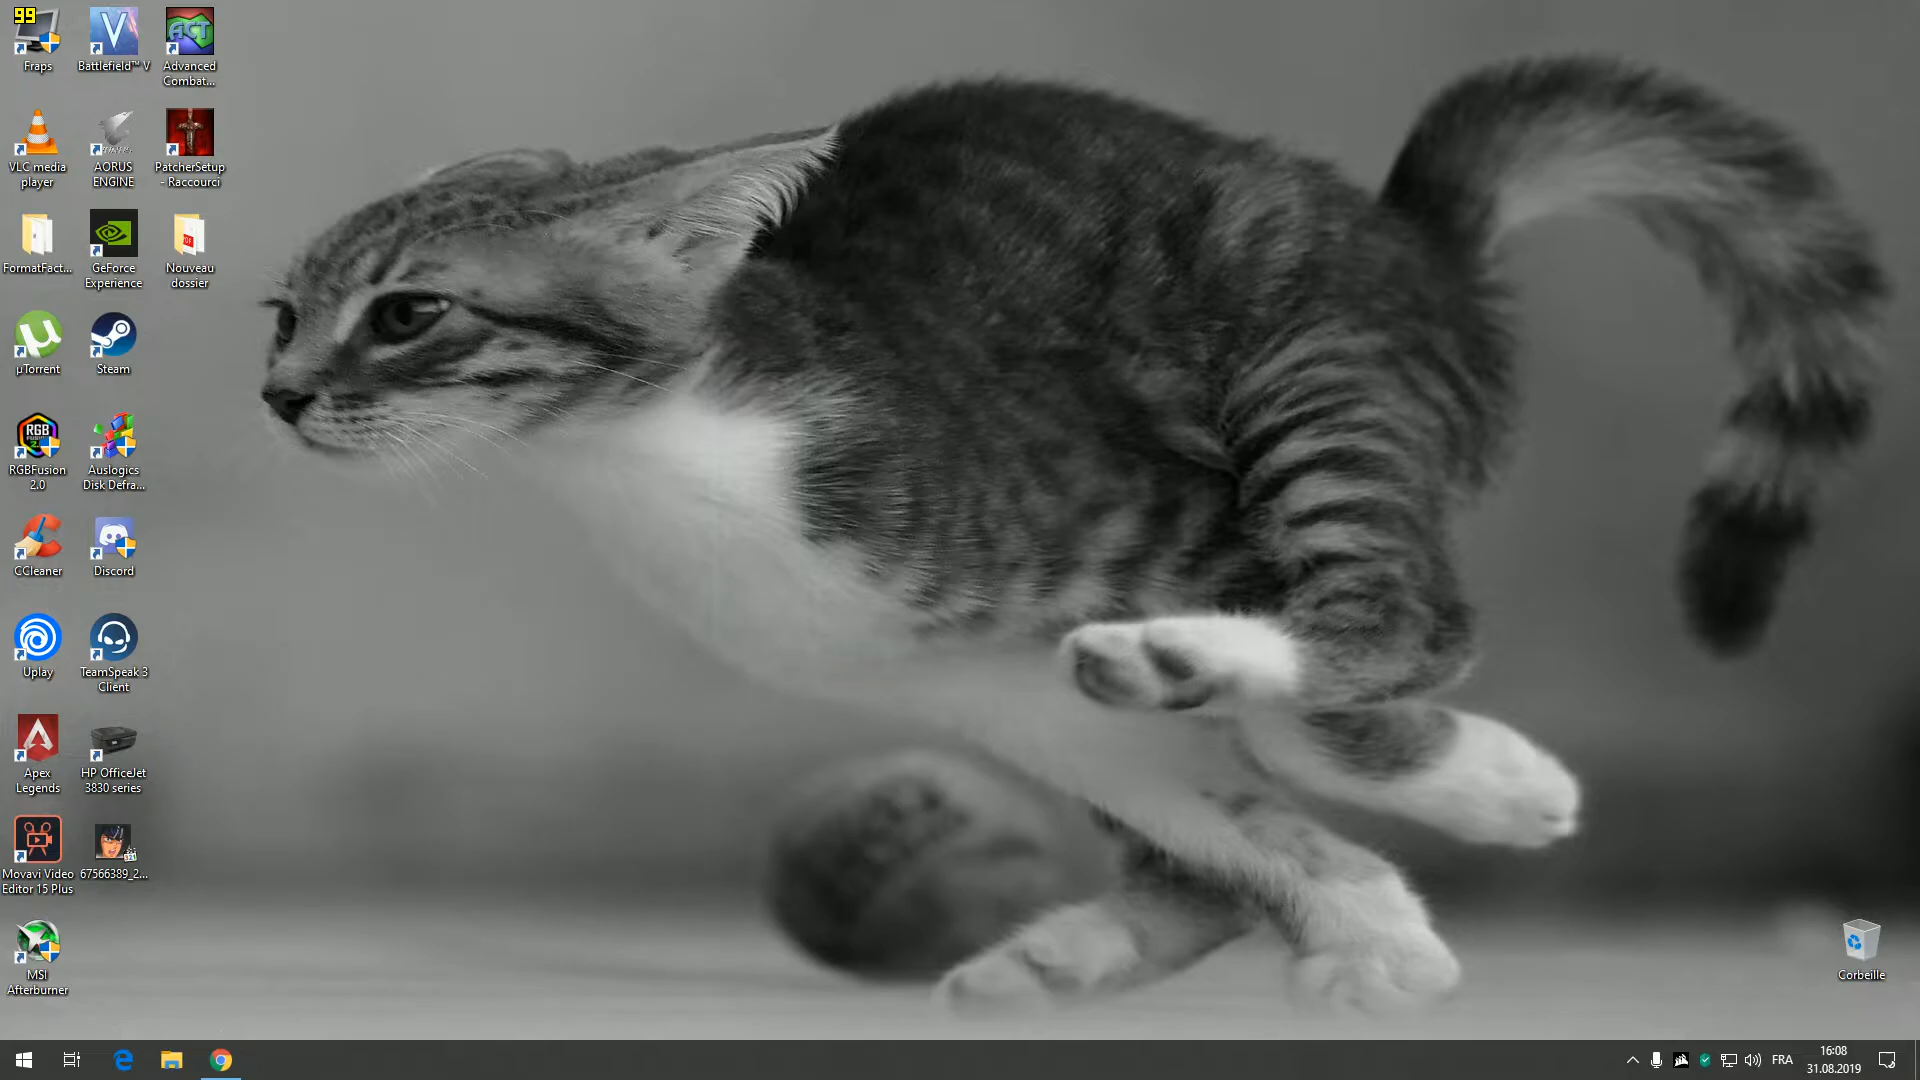 99
Fraps
Battlefield™ V
Advanced
Combat...
VLC media
player
AORUS
ENGINE
PatcherSetup
- Raccourci
FormatFact...
GeForce
Experience
Nouveau
dossier
µTorrent
Steam
RGBFusion
2.0
Auslogics
Disk Defra...
CCleaner
Discord
Uplay
TeamSpeak 3
Client
Apex
Legends
HP OfficeJet
3830 series
Movavi Video
Editor 15 Plus
67566389_2...
MSI
Afterburner
Corbeille
FRA
16:08
31.08.2019